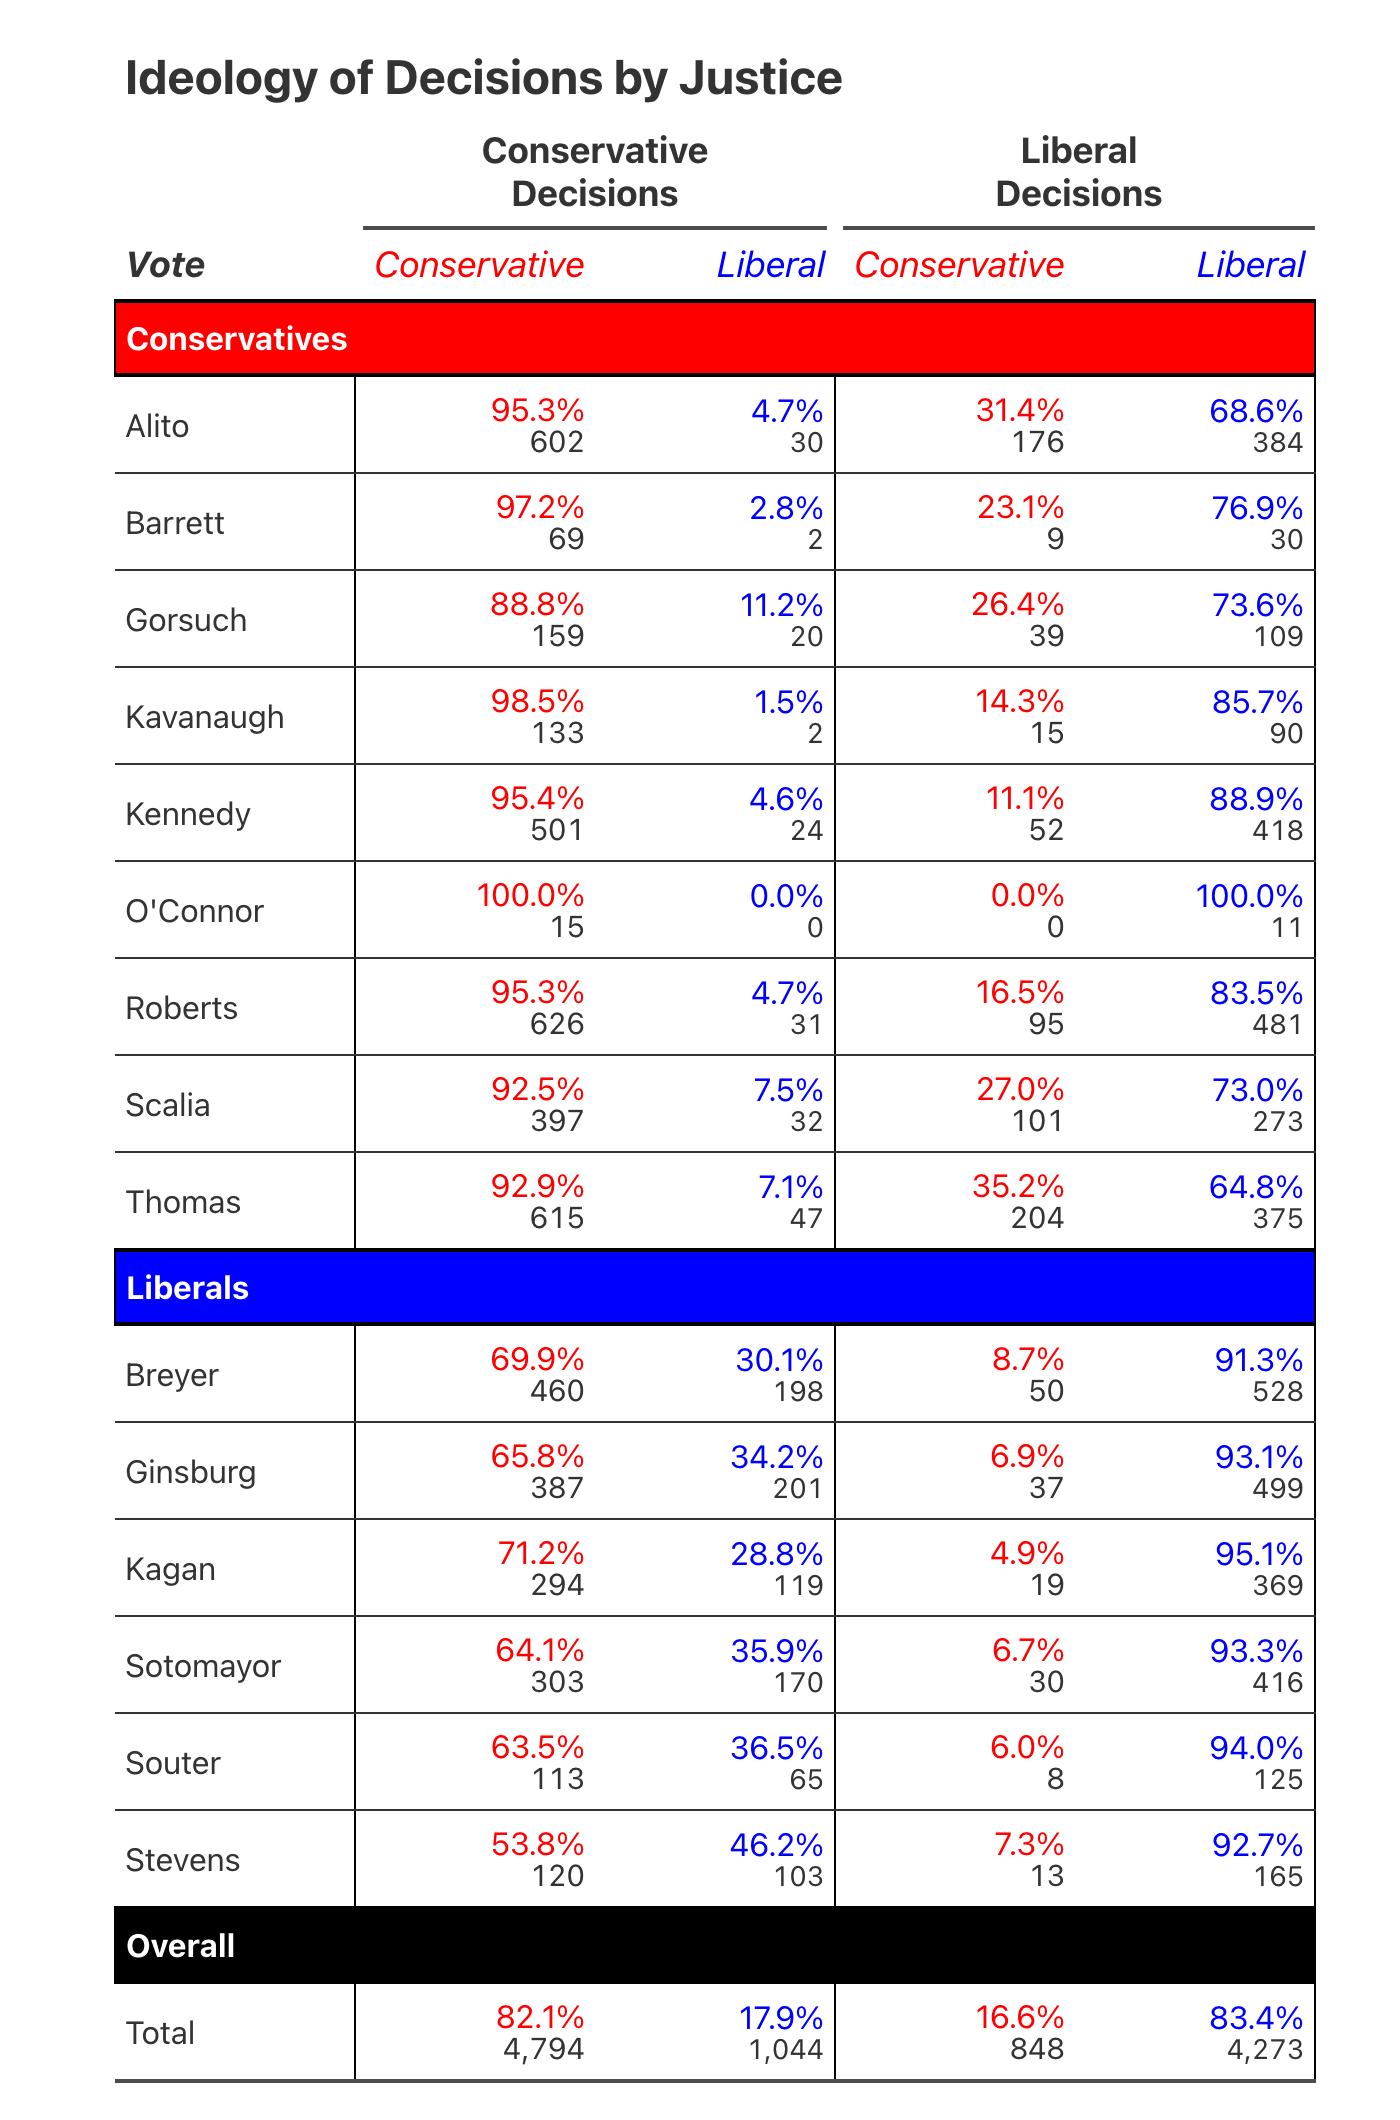 Ideology of Decisions by Justice
Conservative Decisions Liberal Decisions
Vote Conservative Liberal Conservative Liberal
Conservatives
Alito 95.3% 4.7% 31.4% 68.6%
602 30 176 384
Barrett 97.2% 2.8% 23.1% 76.9%
69 2 9 30
Gorsuch 88.8% 11.2% 26.4% 73.6%
159 20 39 109
Kavanaugh 98.5% 1.5% 14.3% 85.7%
133 2 15 90
Kennedy 95.4% 4.6% 11.1% 88.9%
501 24 52 418
O'Connor 100.0% 0.0% 0.0% 100.0%
15 0 0 11
Roberts 95.3% 4.7% 16.5% 83.5%
626 31 95 481
Scalia 92.5% 7.5% 27.0% 73.0%
397 32 101 273
Thomas 92.9% 7.1% 35.2% 64.8%
615 47 204 375
Liberals
Breyer 69.9% 30.1% 8.7% 91.3%
460 198 50 528
Ginsburg 65.8% 34.2% 6.9% 93.1%
387 201 37 499
Kagan 71.2% 28.8% 4.9% 95.1%
294 119 19 369
Sotomayor 64.1% 35.9% 6.7% 93.3%
303 170 30 416
Souter 63.5% 36.5% 6.0% 94.0%
113 65 8 125
Stevens 53.8% 46.2% 7.3% 92.7%
120 103 13 165
Overall
Total 82.1% 17.9% 16.6% 83.4%
4,794 1,044 848 4,273